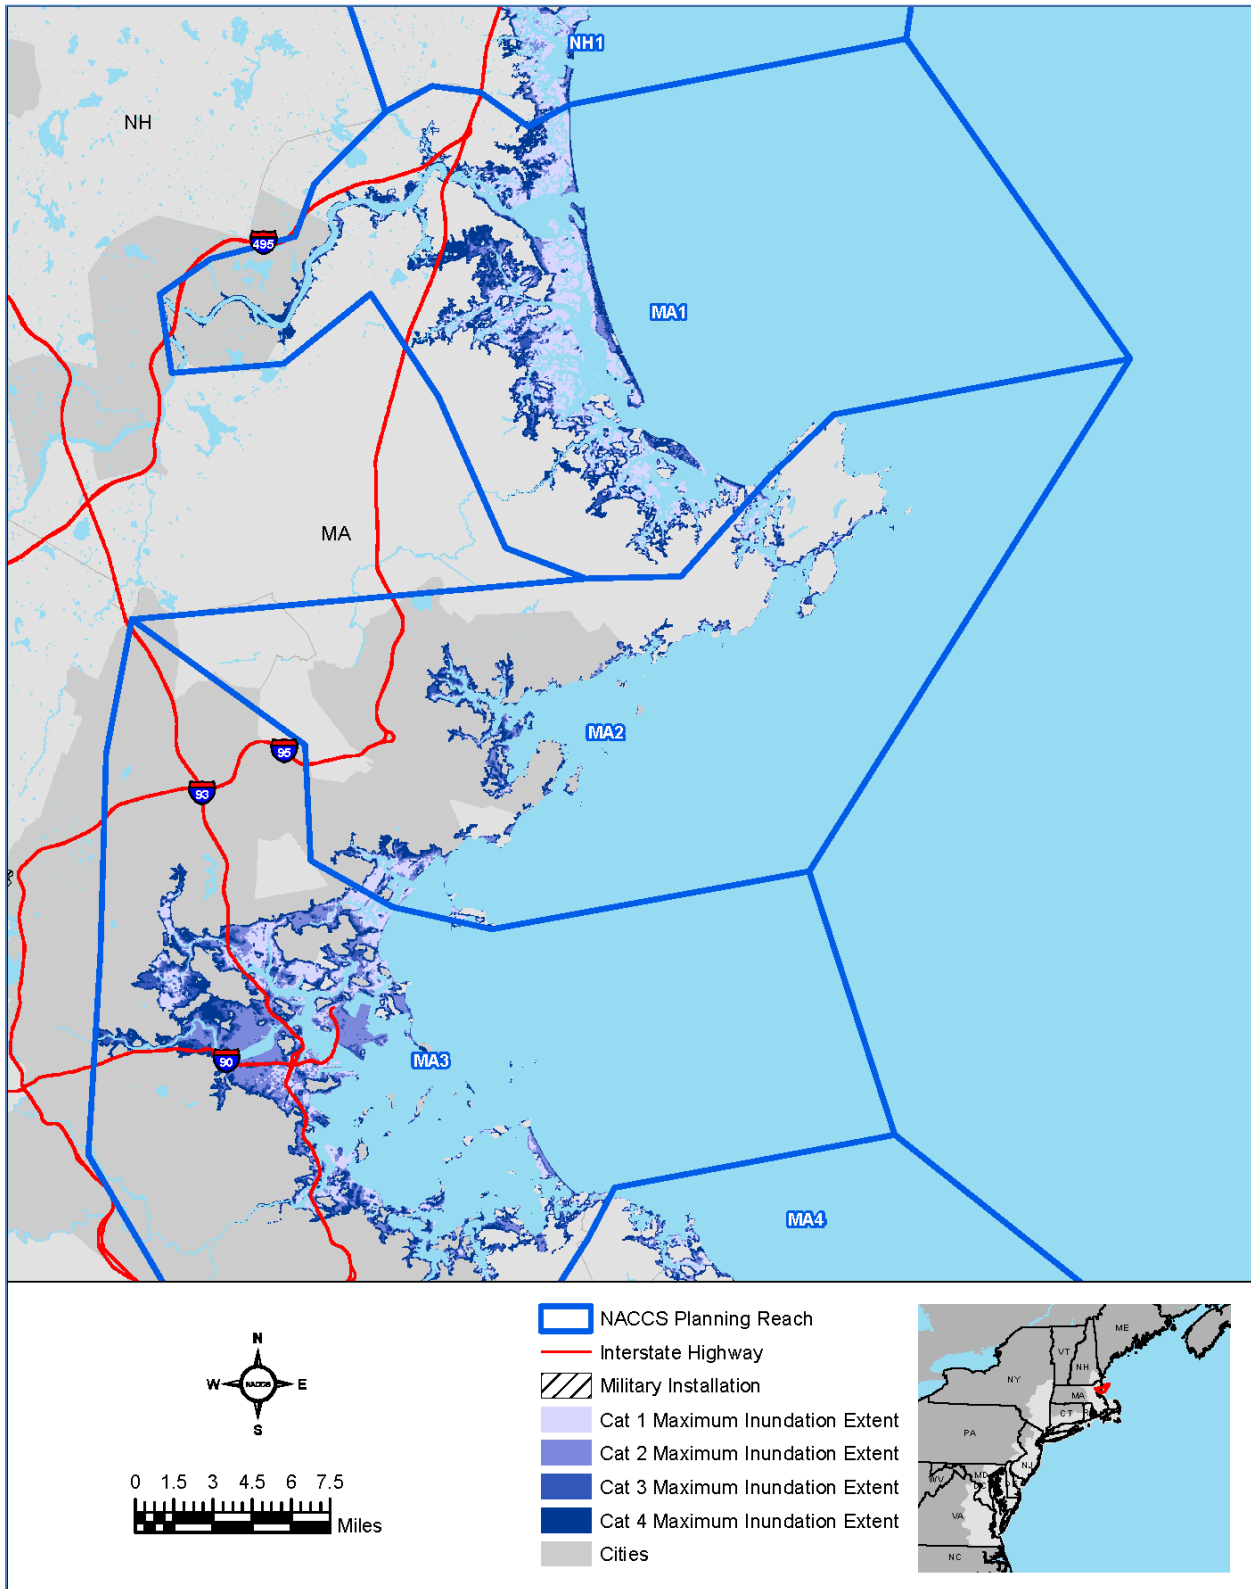 NH1
NH
495
MA1
MA
MA2
95
93
MA3
90
MA4
N
W NACCS E
S
0 1.5 3 4.5 6 7.5
Miles
NACCS Planning Reach
Interstate Highway
Military Installation
Cat 1 Maximum Inundation Extent
Cat 2 Maximum Inundation Extent
Cat 3 Maximum Inundation Extent
Cat 4 Maximum Inundation Extent
Cities
ME
VT
NH
NY
MA
CT
PA
NJ
MD
WV
VA
NC